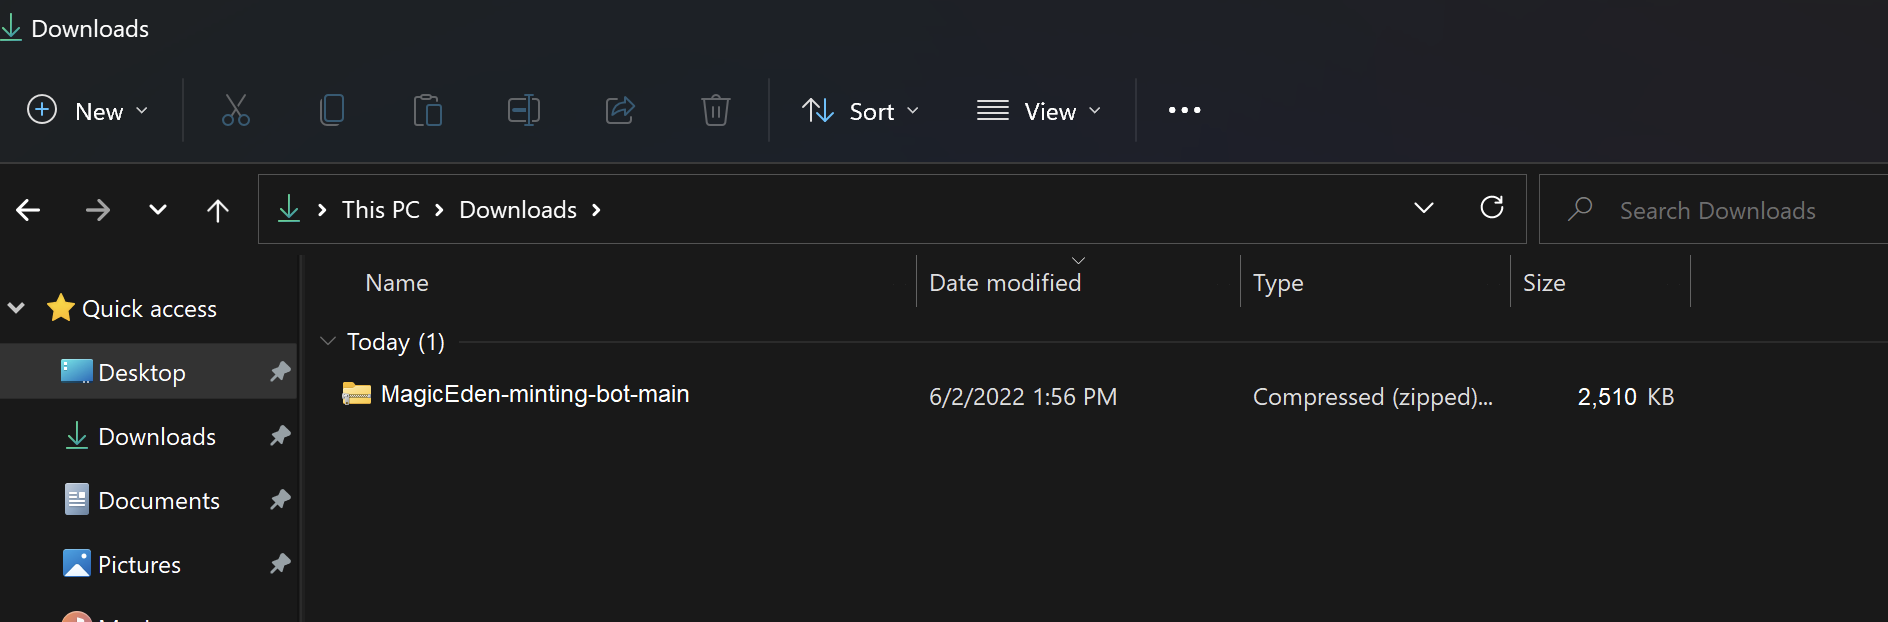 Downloads
New
Sort
View
This PC
Downloads
Search Downloads
Name
Date modified
Type
Size
Quick access
Today (1)
Desktop
MagicEden-minting-bot-main
6/2/2022 1:56 PM
Compressed (zipped)...
2,510 KB
Downloads
Documents
Pictures